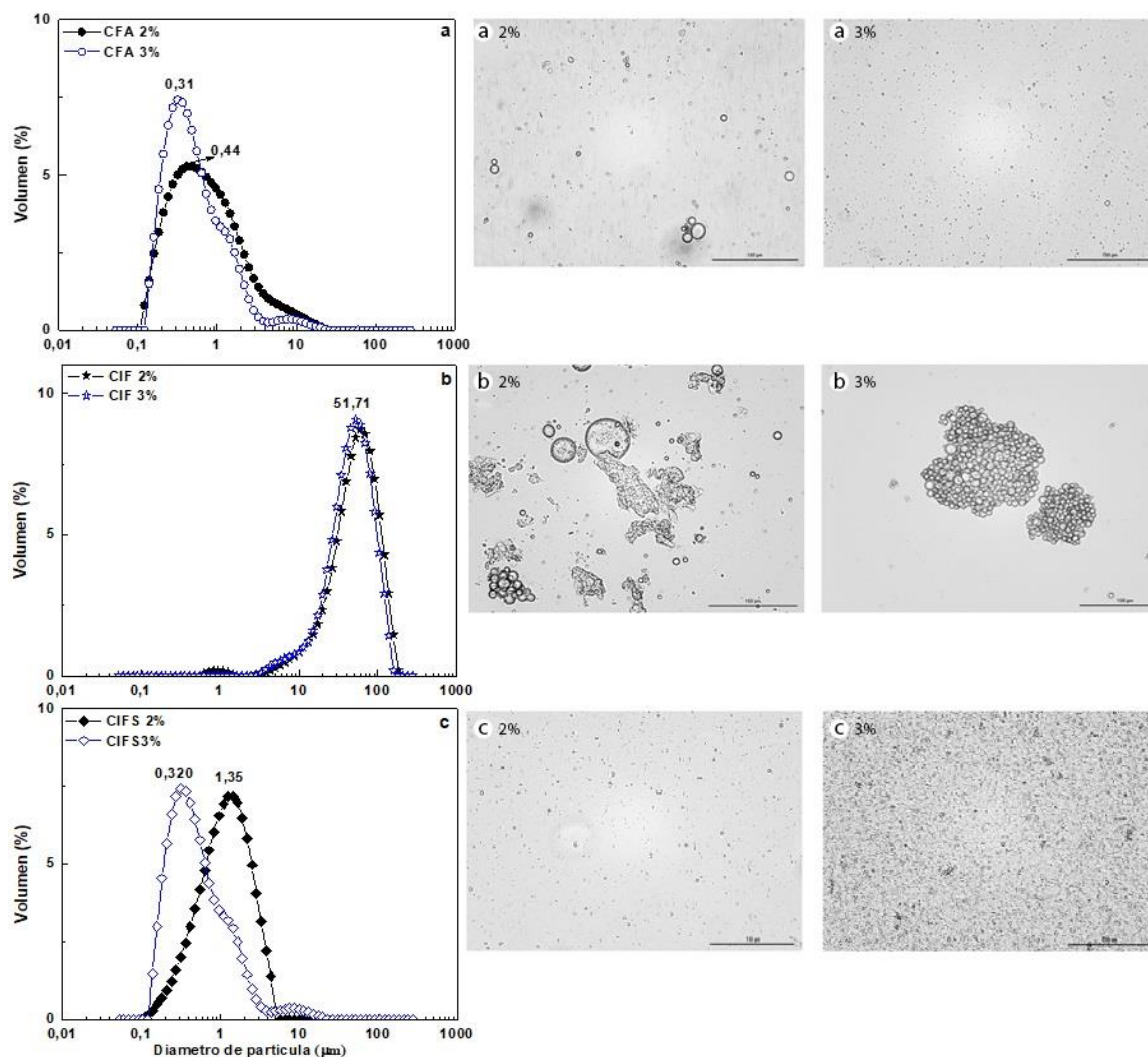 10
CFA 2%
CFA 3%
a
0,31
0,44
5
0
Volumen (%)
0,01 0,1 1 10 100 1000
a 2%
a 3%
10
CIF 2%
CIF 3%
b
51,71
5
0
Volumen (%)
0,01 0,1 1 10 100 1000
b 2%
b 3%
10
CIFS 2%
CIFS3%
c
0,320
1,35
5
0
Volumen (%)
0,01 0,1 1 10 100 1000
Diametro de particula (µm)
c 2%
c 3%